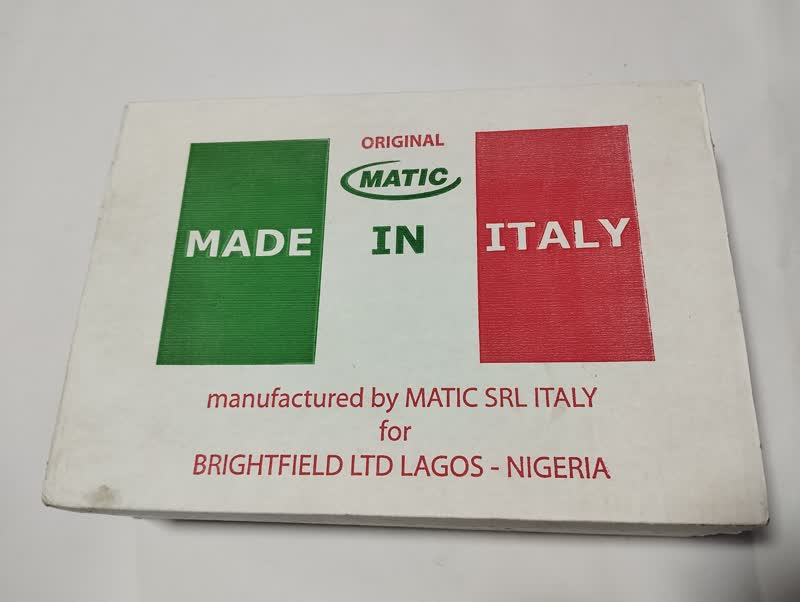 ORIGINAL
MATIC
MADE IN ITALY
manufactured by MATIC SRL ITALY
for
BRIGHTFIELD LTD LAGOS - NIGERIA